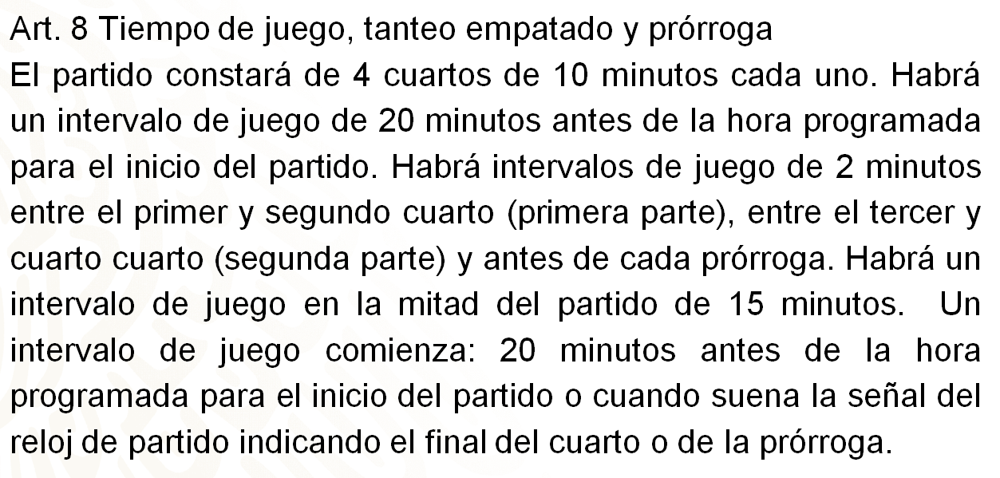 Art. 8 Tiempo de juego, tanteo empatado y prórroga
El partido constará de 4 cuartos de 10 minutos cada uno. Habrá
un intervalo de juego de 20 minutos antes de la hora programada
para el inicio del partido. Habrá intervalos de juego de 2 minutos
entre el primer y segundo cuarto (primera parte), entre el tercer y
cuarto cuarto (segunda parte) y antes de cada prórroga. Habrá un
intervalo de juego en la mitad del partido de 15 minutos.  Un
intervalo de juego comienza: 20 minutos antes de la hora
programada para el inicio del partido o cuando suena la señal del
reloj de partido indicando el final del cuarto o de la prórroga.